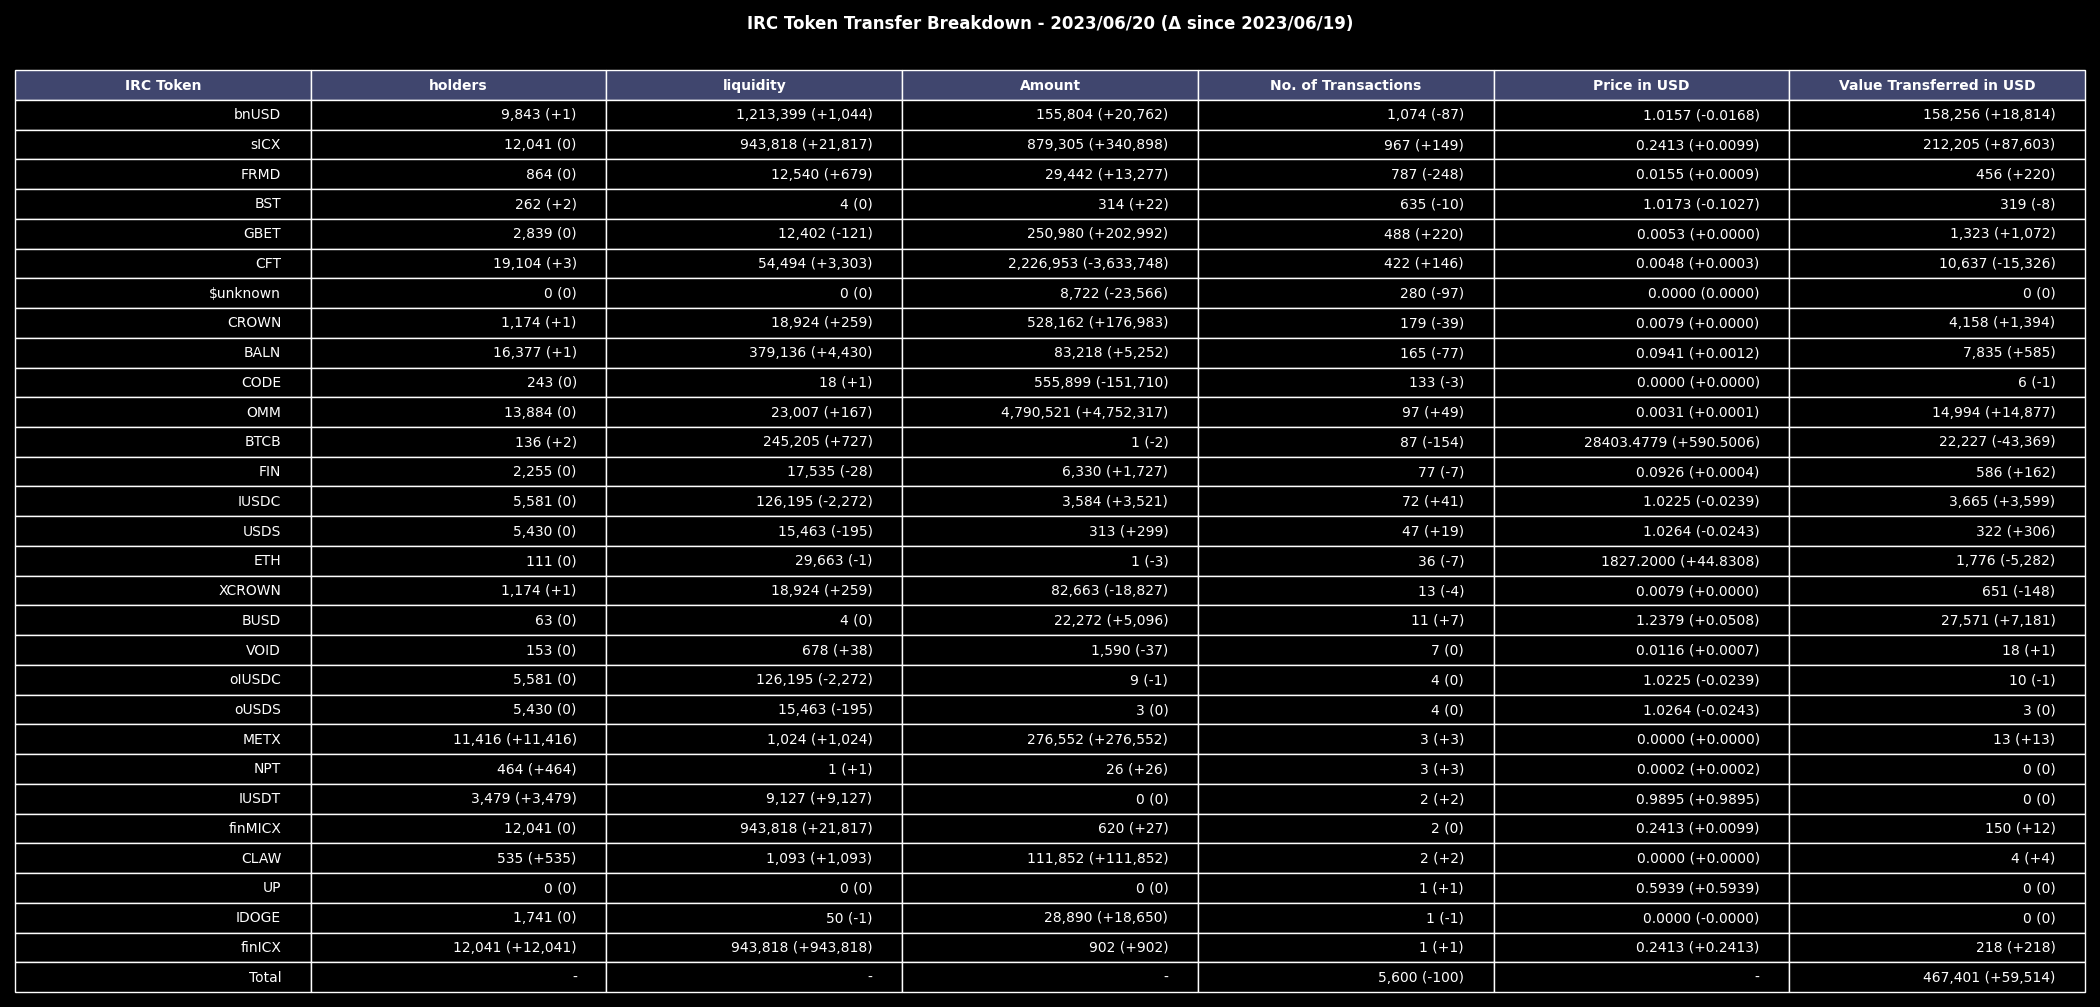 IRC Token Transfer Breakdown - 2023/06/20 (Δ since 2023/06/19)
IRC Token holders liquidity Amount No. of Transactions Price in USD Value Transferred in USD
bnUSD 9,843 (+1) 1,213,399 (+1,044) 155,804 (+20,762) 1,074 (-87) 1.0157 (-0.0168) 158,256 (+18,814)
sICX 12,041 (0) 943,818 (+21,817) 879,305 (+340,898) 967 (+149) 0.2413 (+0.0099) 212,205 (+87,603)
FRMD 864 (0) 12,540 (+679) 29,442 (+13,277) 787 (-248) 0.0155 (+0.0009) 456 (+220)
BST 262 (+2) 4 (0) 314 (+22) 635 (-10) 1.0173 (-0.1027) 319 (-8)
GBET 2,839 (0) 12,402 (-121) 250,980 (+202,992) 488 (+220) 0.0053 (+0.0000) 1,323 (+1,072)
CFT 19,104 (+3) 54,494 (+3,303) 2,226,953 (-3,633,748) 422 (+146) 0.0048 (+0.0003) 10,637 (-15,326)
$unknown 0 (0) 0 (0) 8,722 (-23,566) 280 (-97) 0.0000 (0.0000) 0 (0)
CROWN 1,174 (+1) 18,924 (+259) 528,162 (+176,983) 179 (-39) 0.0079 (+0.0000) 4,158 (+1,394)
BALN 16,377 (+1) 379,136 (+4,430) 83,218 (+5,252) 165 (-77) 0.0941 (+0.0012) 7,835 (+585)
CODE 243 (0) 18 (+1) 555,899 (-151,710) 133 (-3) 0.0000 (+0.0000) 6 (-1)
OMM 13,884 (0) 23,007 (+167) 4,790,521 (+4,752,317) 97 (+49) 0.0031 (+0.0001) 14,994 (+14,877)
BTCB 136 (+2) 245,205 (+727) 1 (-2) 87 (-154) 28403.4779 (+590.5006) 22,227 (-43,369)
FIN 2,255 (0) 17,535 (-28) 6,330 (+1,727) 77 (-7) 0.0926 (+0.0004) 586 (+162)
IUSDC 5,581 (0) 126,195 (-2,272) 3,584 (+3,521) 72 (+41) 1.0225 (-0.0239) 3,665 (+3,599)
USDS 5,430 (0) 15,463 (-195) 313 (+299) 47 (+19) 1.0264 (-0.0243) 322 (+306)
ETH 111 (0) 29,663 (-1) 1 (-3) 36 (-7) 1827.2000 (+44.8308) 1,776 (-5,282)
XCROWN 1,174 (+1) 18,924 (+259) 82,663 (-18,827) 13 (-4) 0.0079 (+0.0000) 651 (-148)
BUSD 63 (0) 4 (0) 22,272 (+5,096) 11 (+7) 1.2379 (+0.0508) 27,571 (+7,181)
VOID 153 (0) 678 (+38) 1,590 (-37) 7 (0) 0.0116 (+0.0007) 18 (+1)
oIUSDC 5,581 (0) 126,195 (-2,272) 9 (-1) 4 (0) 1.0225 (-0.0239) 10 (-1)
oUSDS 5,430 (0) 15,463 (-195) 3 (0) 4 (0) 1.0264 (-0.0243) 3 (0)
METX 11,416 (+11,416) 1,024 (+1,024) 276,552 (+276,552) 3 (+3) 0.0000 (+0.0000) 13 (+13)
NPT 464 (+464) 1 (+1) 26 (+26) 3 (+3) 0.0002 (+0.0002) 0 (0)
IUSDT 3,479 (+3,479) 9,127 (+9,127) 0 (0) 2 (+2) 0.9895 (+0.9895) 0 (0)
finMICX 12,041 (0) 943,818 (+21,817) 620 (+27) 2 (0) 0.2413 (+0.0099) 150 (+12)
CLAW 535 (+535) 1,093 (+1,093) 111,852 (+111,852) 2 (+2) 0.0000 (+0.0000) 4 (+4)
UP 0 (0) 0 (0) 0 (0) 1 (+1) 0.5939 (+0.5939) 0 (0)
IDOGE 1,741 (0) 50 (-1) 28,890 (+18,650) 1 (-1) 0.0000 (-0.0000) 0 (0)
finICX 12,041 (+12,041) 943,818 (+943,818) 902 (+902) 1 (+1) 0.2413 (+0.2413) 218 (+218)
Total - - - 5,600 (-100) - 467,401 (+59,514)